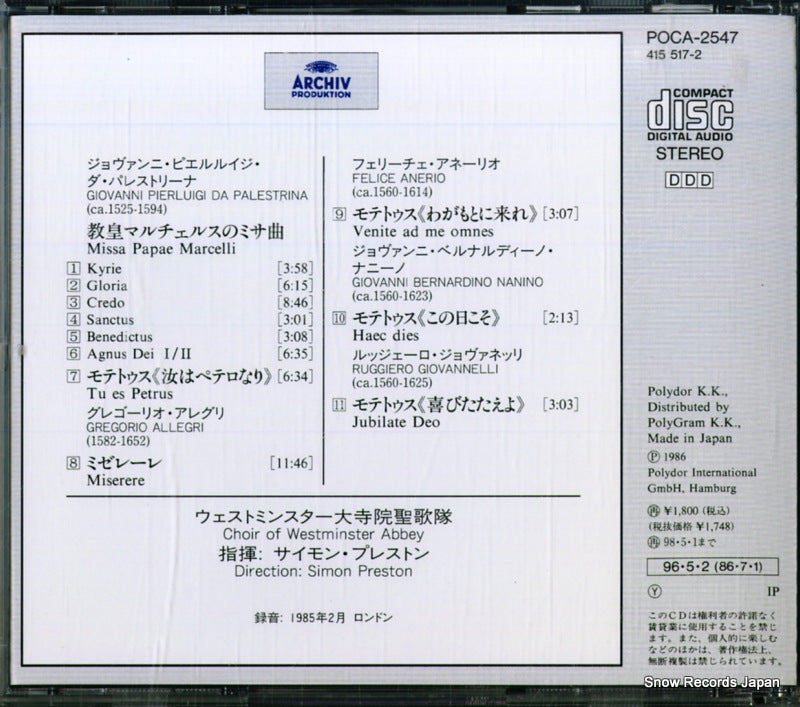 ARCHIV
PRODUKTION
ジョヴァンニ・ピエルルイジ・
ダ・パレストリーナ
GIOVANNI PIERLUIGI DA PALESTRINA
(ca.1525-1594)
教皇マルチェルスのミサ曲
Missa Papae Marcelli
1 Kyrie [3:58]
2 Gloria [6:15]
3 Credo [8:46]
4 Sanctus [3:01]
5 Benedictus [3:08]
6 Agnus Dei I/II [6:35]
7 モテトゥス《汝はペテロなり》[6:34]
Tu es Petrus
グレゴーリオ・アレグリ
GREGORIO ALLEGRI
(1582-1652)
8 ミゼレーレ [11:46]
Miserere
フェリーチェ・アネーリオ
FELICE ANERIO
(ca.1560-1614)
9 モテトゥス《わがもとに来れ》[3:07]
Venite ad me omnes
ジョヴァンニ・ベルナルディーノ・
ナニーノ
GIOVANNI BERNARDINO NANINO
(ca.1560-1623)
10 モテトゥス《この日こそ》 [2:13]
Haec dies
ルッジェーロ・ジョヴァネッリ
RUGGIERO GIOVANNELLI
(ca.1560-1625)
11 モテトゥス《喜びたたえよ》 [3:03]
Jubilate Deo
ウェストミンスター大寺院聖歌隊
Choir of Westminster Abbey
指揮: サイモン・プレストン
Direction: Simon Preston
録音: 1985年2月 ロンドン
POCA-2547
415 517-2
COMPACT
disc
DIGITAL AUDIO
STEREO
DDD
Polydor K.K.,
Distributed by
PolyGram K.K.,
Made in Japan
Ⓟ 1986
Polydor International
GmbH, Hamburg
㊞ ¥1,800 (税込)
(税抜価格 ¥1,748)
98・5・1まで
96・5・2 (86・7・1)
Ⓨ IP
このCDは権利者の許諾なく
賃貸業に使用することを禁じ
ます。また、個人的に楽しむ
などのほかは、著作権法上、
無断複製は禁じられています。
Snow Records Japan